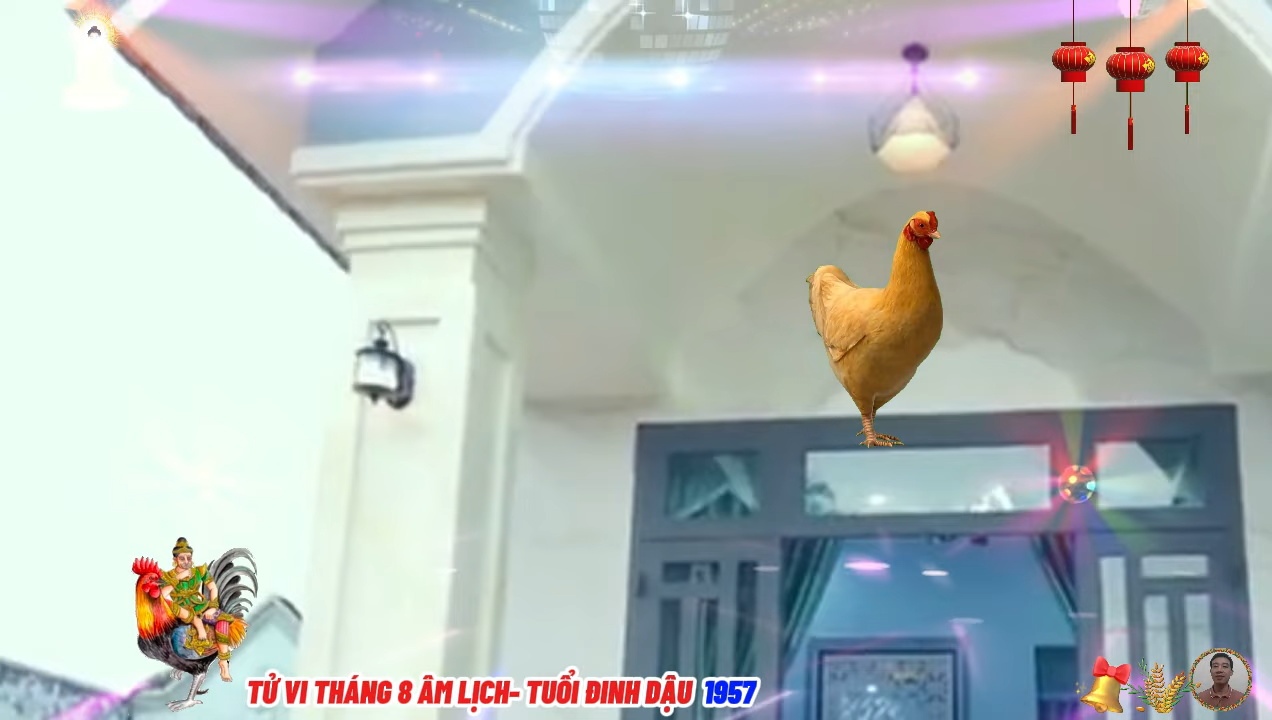 TỬ VI THÁNG 8 ÂM LỊCH- TUỔI ĐINH DẬU 1957